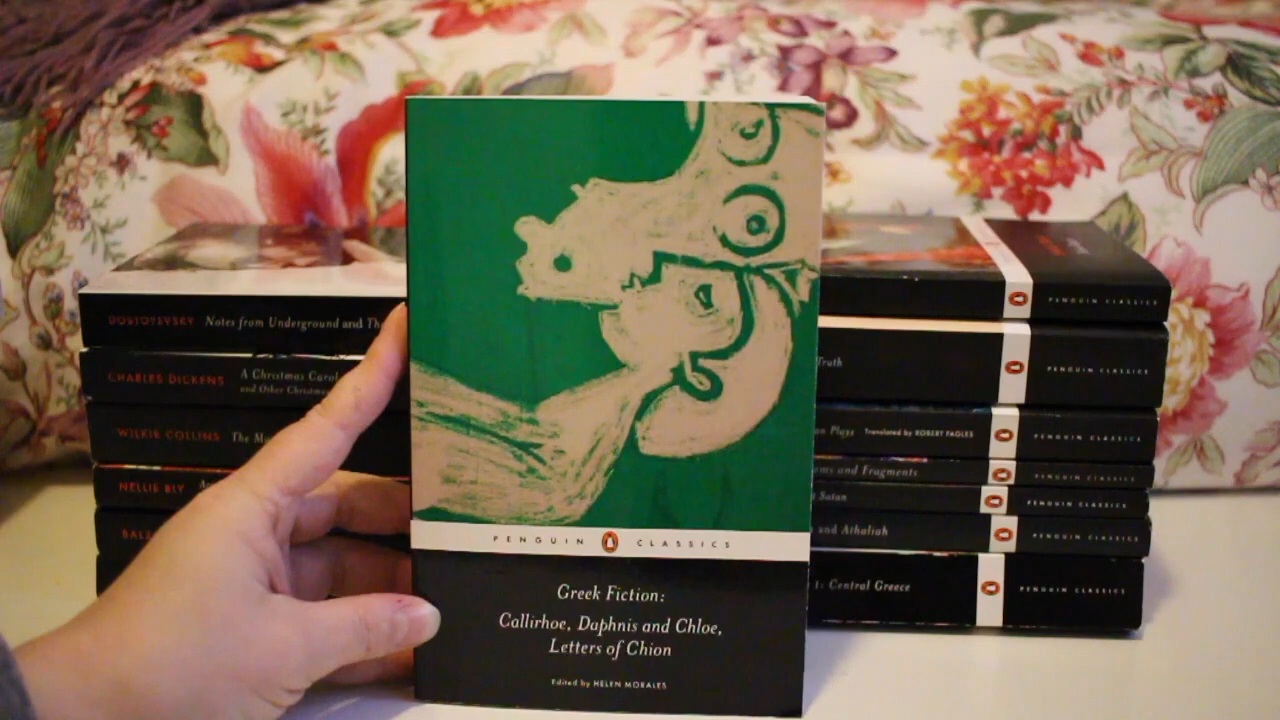 PENGUIN CLASSICS
Greek Fiction:
Callirhoe, Daphnis and Chloe,
Letters of Chion
Edited by HELEN MORALES
DOSTOYEVSKY Notes from Underground and
CHARLES DICKENS A Christmas Carol
and Other
WILKIE COLLINS The
NELLIE BLY
PENGUIN CLASSICS
Truth PENGUIN CLASSICS
Plays Translated by ROBERT FAGLES PENGUIN CLASSICS
and Fragments PENGUIN CLASSICS
Satan PENGUIN CLASSICS
and Athaliah PENGUIN CLASSICS
1: Central Greece PENGUIN CLASSICS